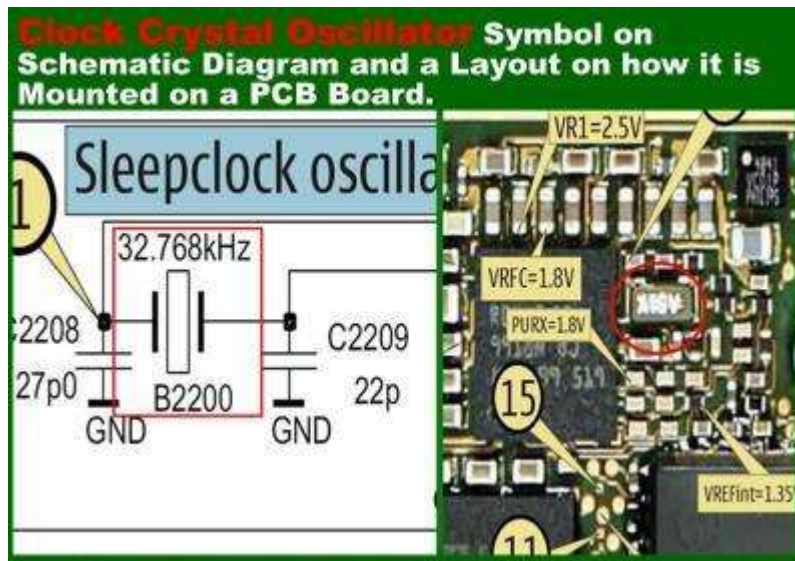 Clock Crystal Oscillator Symbol on
Schematic Diagram and a Layout on how it is
Mounted on a PCB Board.
Sleepclock oscilla
1
32.768kHz
C2208
27p0
B2200
C2209
22p
GND
GND
VR1=2.5V
VRFC=1.8V
PURX=1.8V
15
VREFint=1.35V
11
PHILIPS